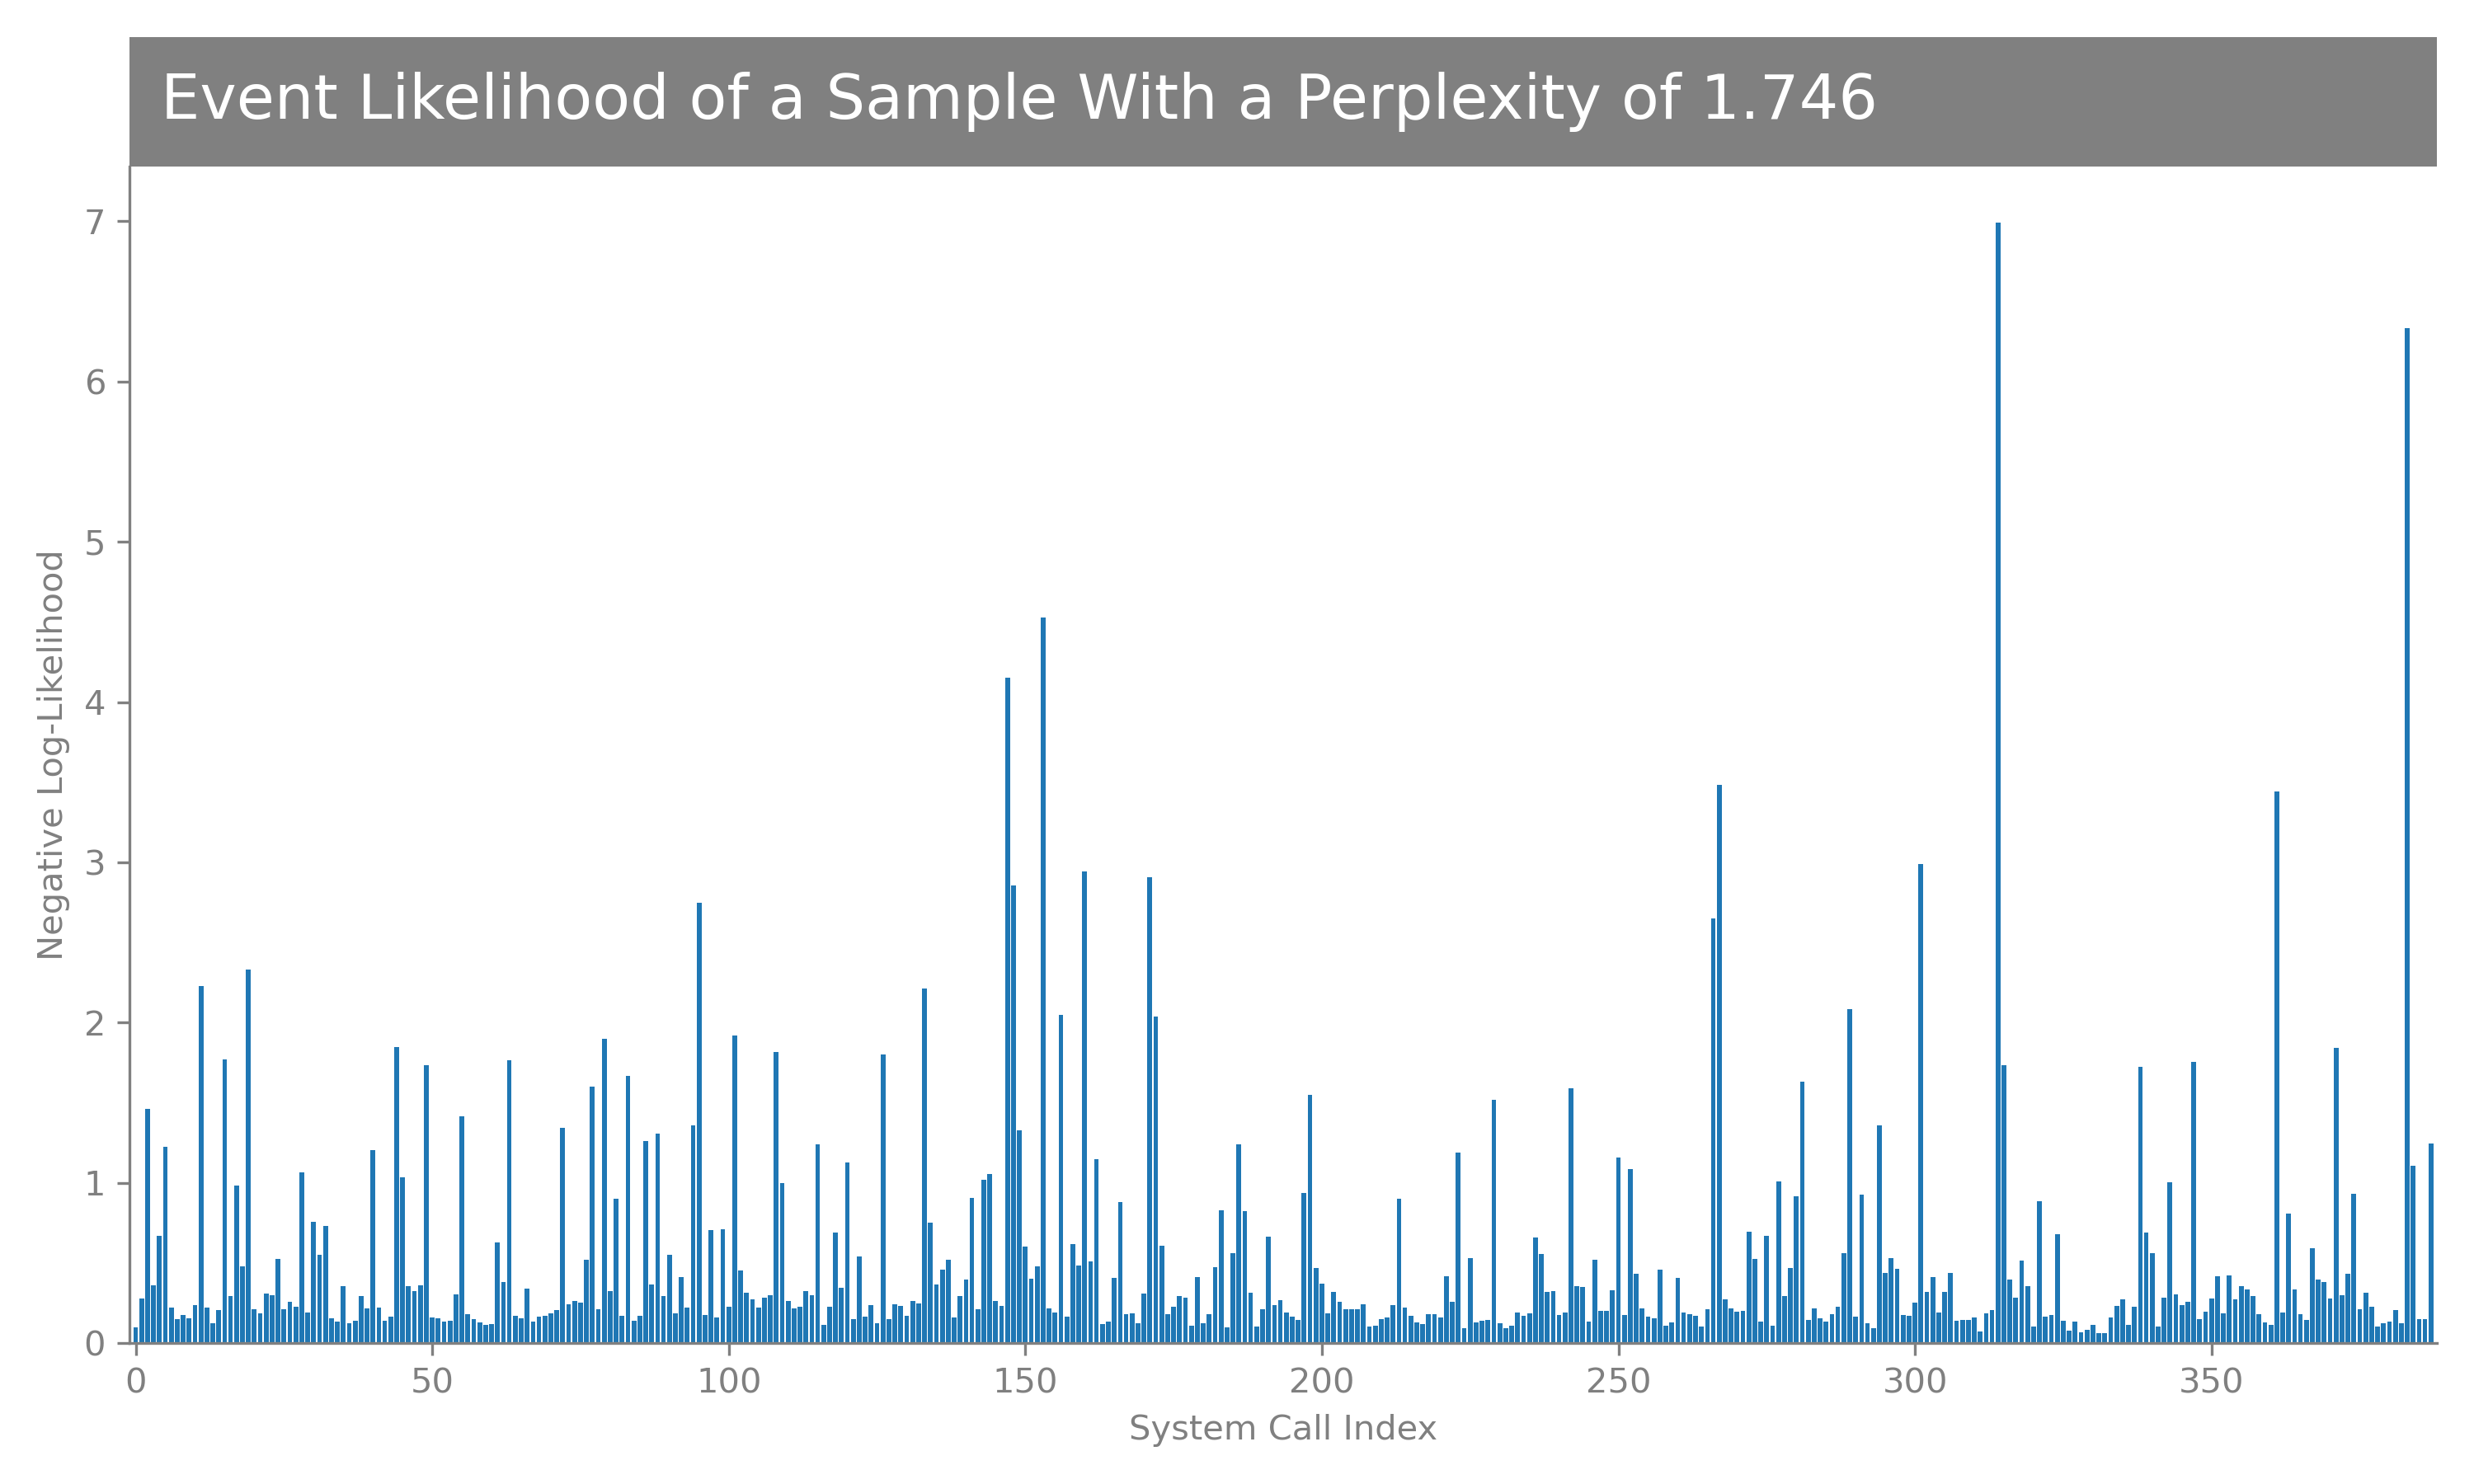 Event Likelihood of a Sample With a Perplexity of 1.746
7
6
5
4
3
2
1
0
Negative Log-Likelihood
0 50 100 150 200 250 300 350
System Call Index